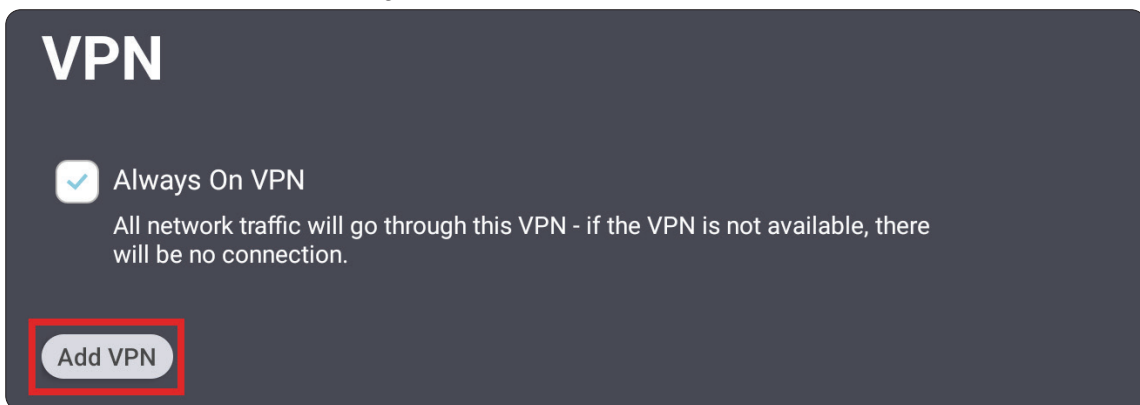 VPN
Always On VPN
All network traffic will go through this VPN - if the VPN is not available, there
will be no connection.
Add VPN